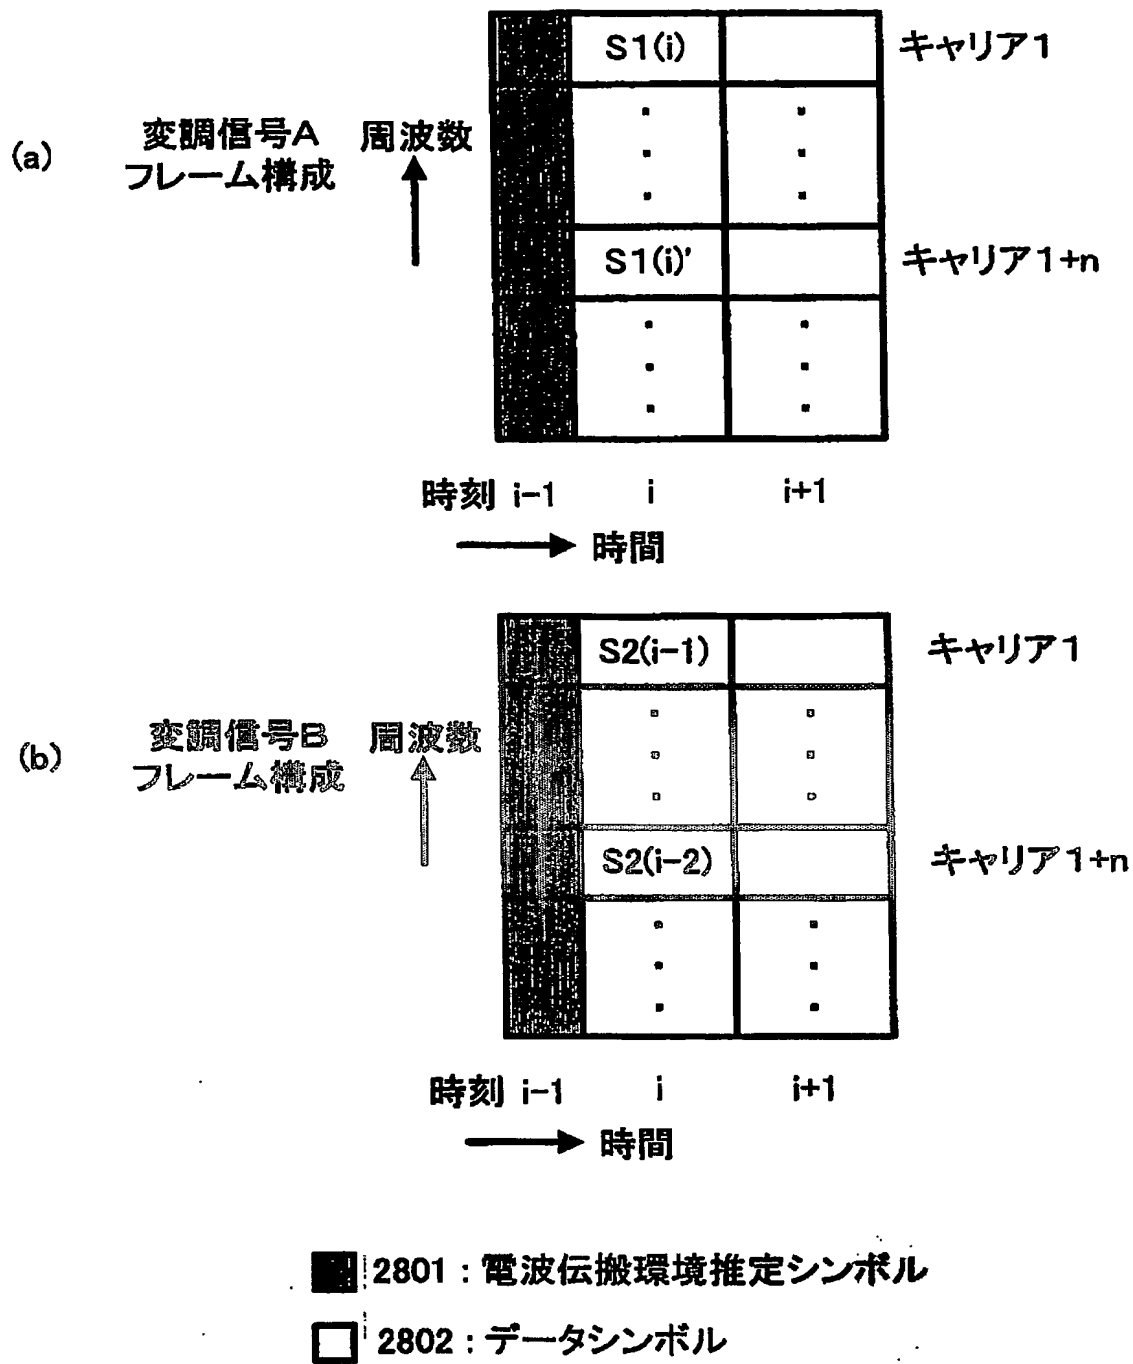 (a)
変調信号A
フレーム構成
周波数
S1(i)
キャリア1
S1(i)'
キャリア1+n
時刻 i-1 i i+1
時間
(b)
変調信号B
フレーム構成
周波数
S2(i-1)
キャリア1
S2(i-2)
キャリア1+n
時刻 i-1 i i+1
時間
2801:電波伝搬環境推定シンボル
2802:データシンボル